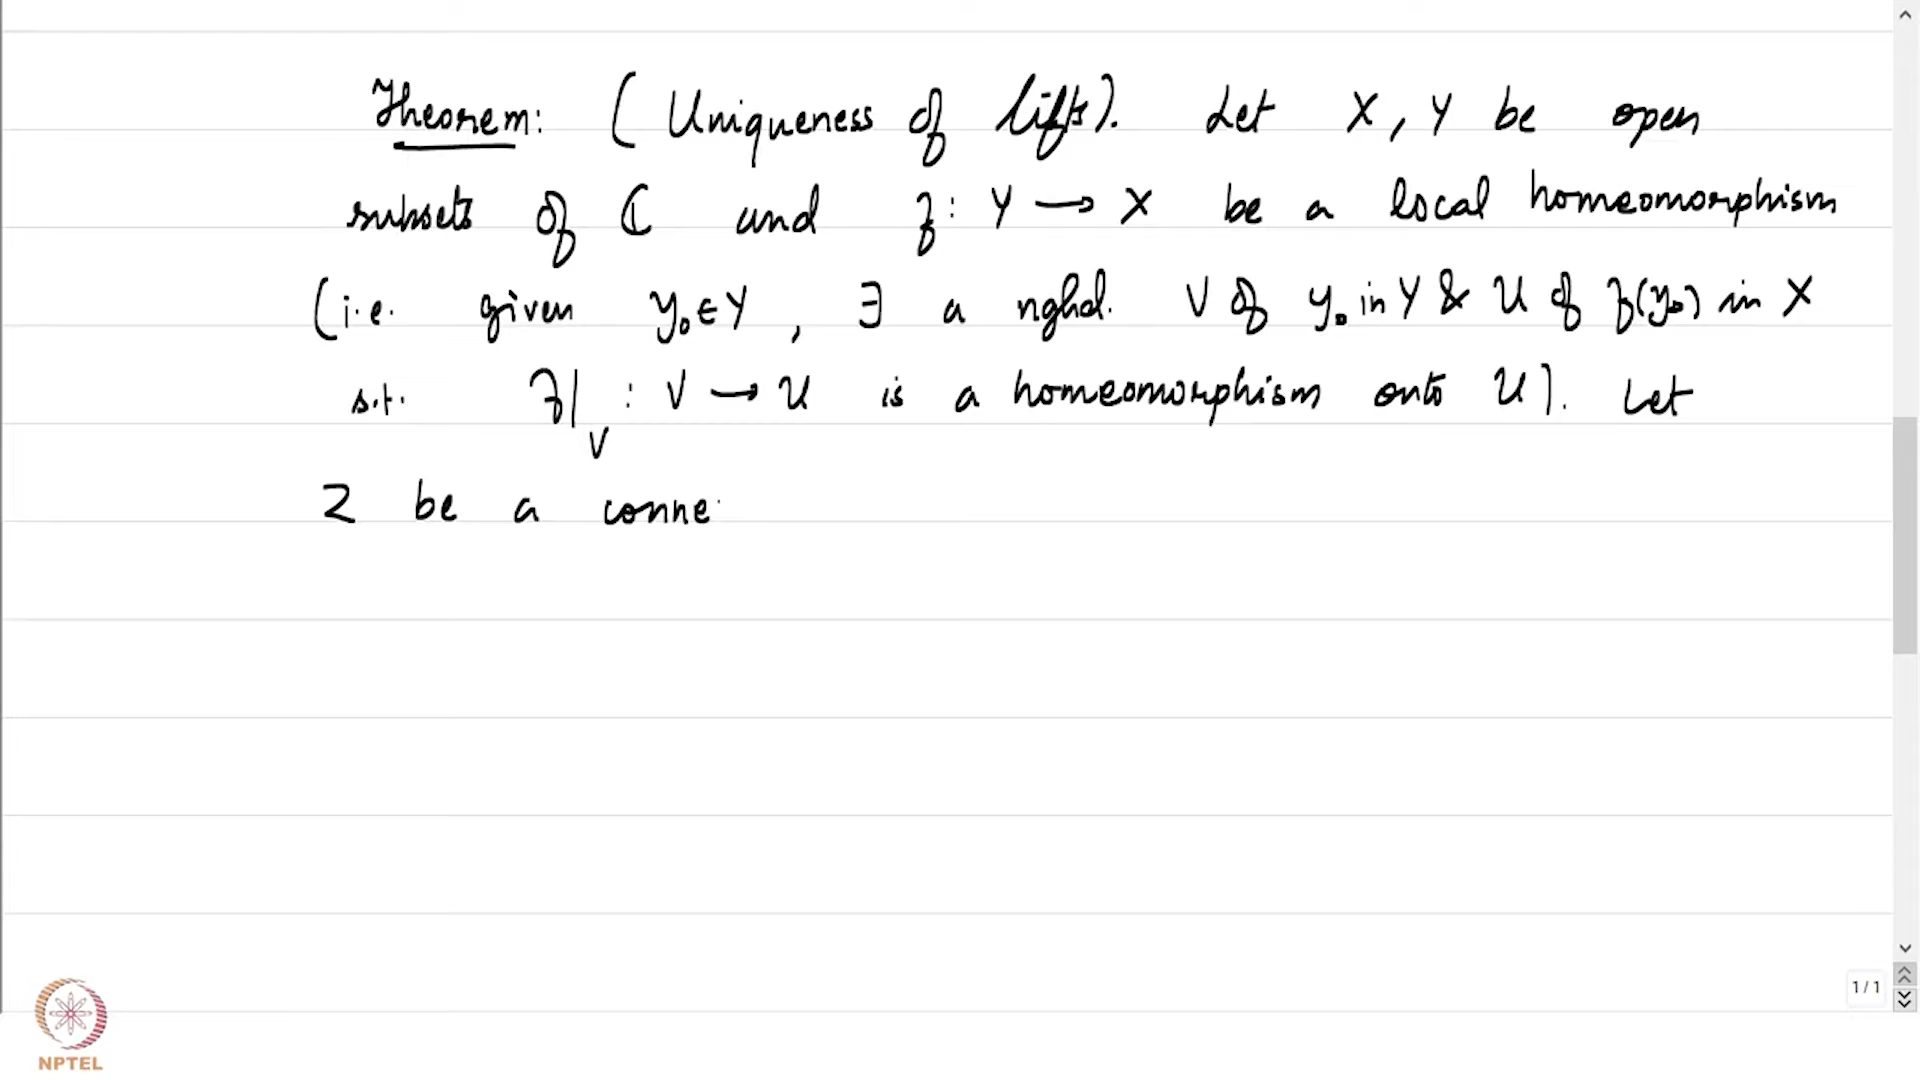 Theorem: (Uniqueness of lifts). Let X, Y be open
subsets of ℂ and f: Y → X be a local homeomorphism
(i.e. given y₀ ∈ Y, ∃ a nghd. V of y₀ in Y & U of f(y₀) in X
s.t. f|_V : V → U is a homeomorphism onto U). Let
Z be a conne
1 / 1
NPTEL